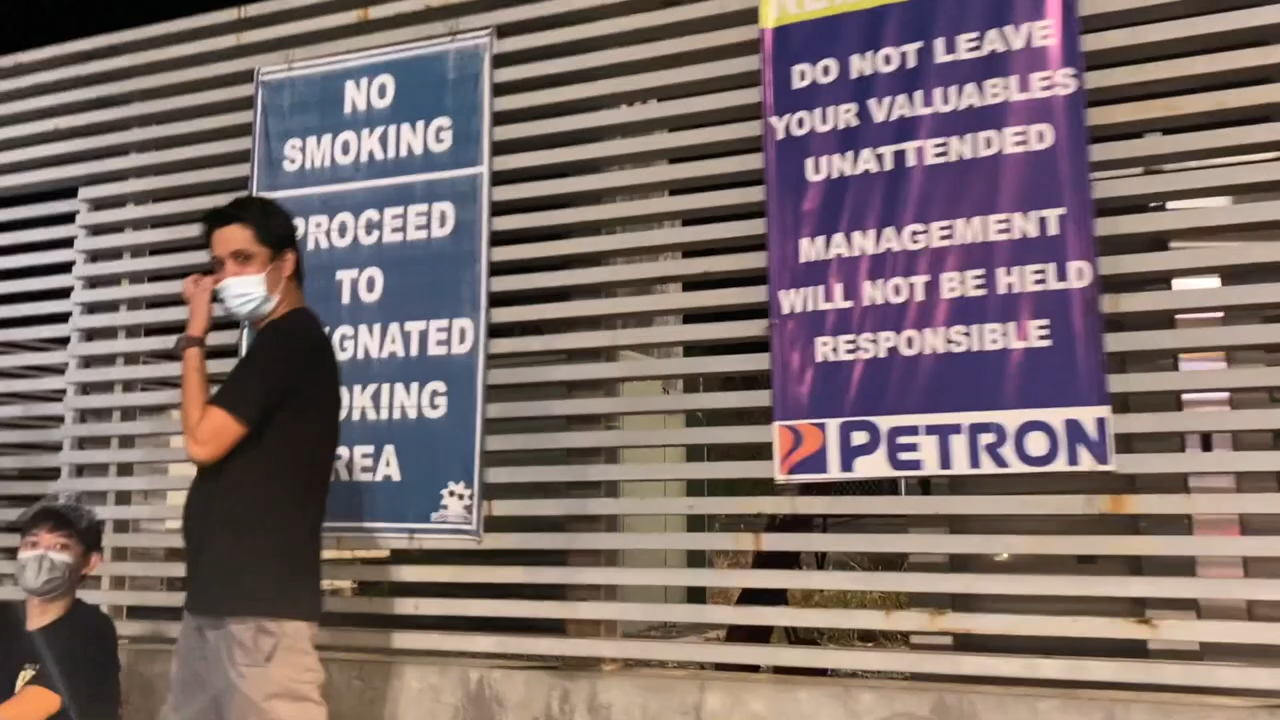 NO
SMOKING
PROCEED
TO
GNATED
OKING
REA
DO NOT LEAVE
YOUR VALUABLES
UNATTENDED
MANAGEMENT
WILL NOT BE HELD
RESPONSIBLE
PETRON